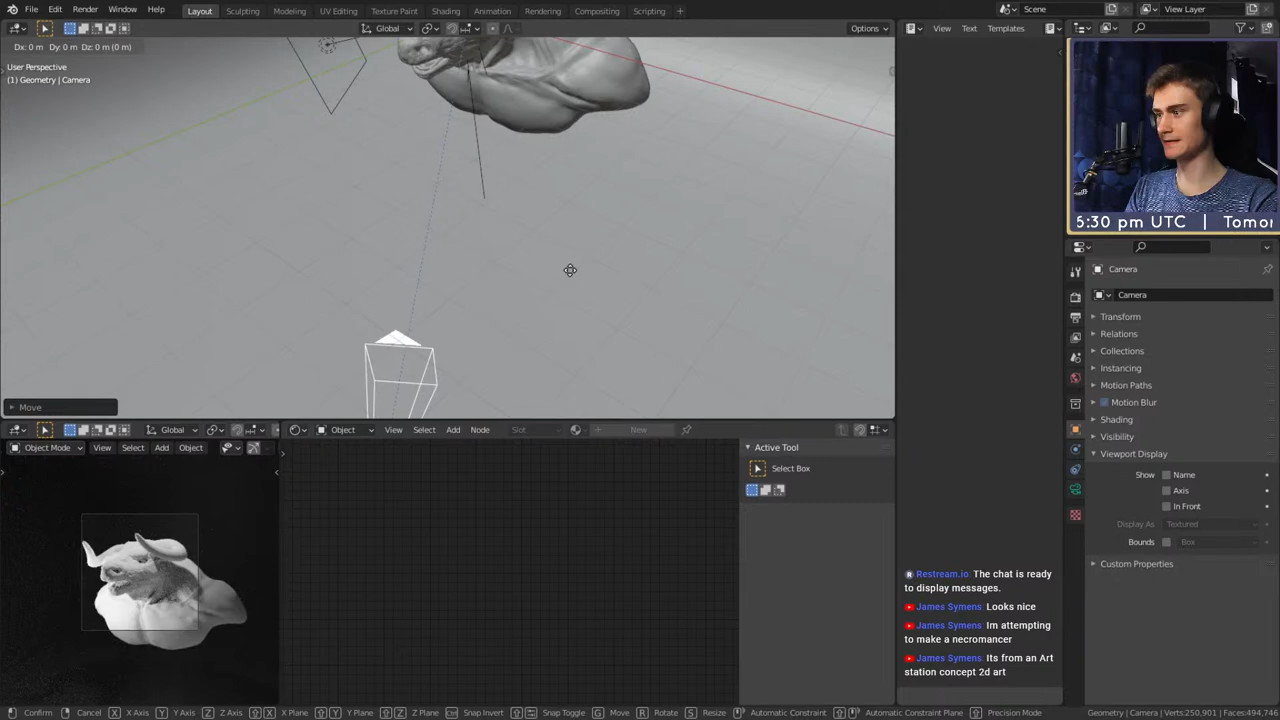 File Edit Render Window Help Layout Sculpting Modeling UV Editing Texture Paint Shading Animation Rendering Compositing Scripting + Scene View Layer
Global Options View Text Templates
Dx: 0 m Dy: 0 m Dz: 0 m (0 m)
User Perspective
(1) Geometry | Camera
5:30 pm UTC | Tomor
Camera
Camera
Transform
Relations
Collections
Instancing
Motion Paths
Motion Blur
Shading
Visibility
Viewport Display
Show Name
Axis
In Front
Display As Textured
Bounds Box
Custom Properties
Move
Global Object View Select Add Node Slot New
Object Mode View Select Add Object Active Tool
Select Box
Restream.io The chat is ready
to display messages.
James Symens Looks nice
James Symens Im attempting
to make a necromancer
James Symens Its from an Art
station concept 2d art
Confirm Cancel X X Axis Y Y Axis Z Z Axis X X Plane Y Y Plane Z Z Plane Ctrl Snap Invert Snap Toggle G Move R Rotate S Resize Automatic Constraint Automatic Constraint Plane Precision Mode Geometry | Camera | Verts:250,901 | Faces:494,746